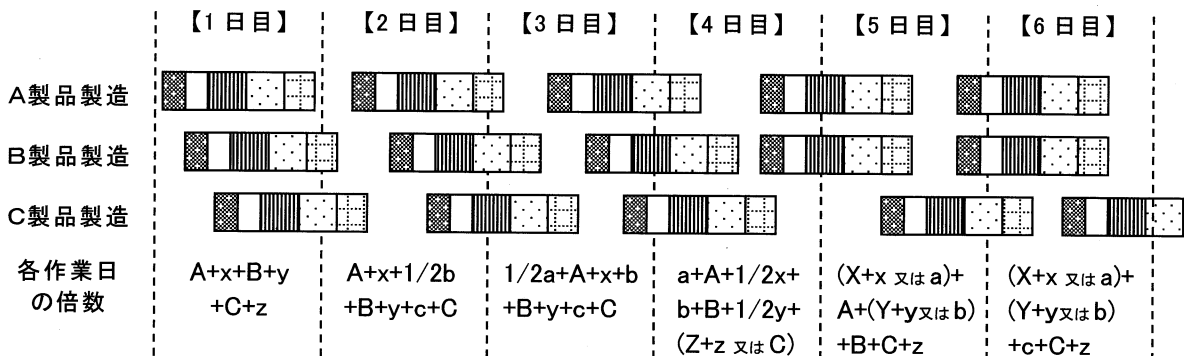 【1日目】 【2日目】 【3日目】 【4日目】 【5日目】 【6日目】
A製品製造
B製品製造
C製品製造
各作業日 A+x+B+y A+x+1/2b 1/2a+A+x+b a+A+1/2x+ (X+x 又は a)+ (X+x 又は a)+
の倍数 +C+z +B+y+c+C +B+y+c+C b+B+1/2y+ A+(Y+y又はb) (Y+y又はb)
(Z+z 又は C) +B+C+z +c+C+z